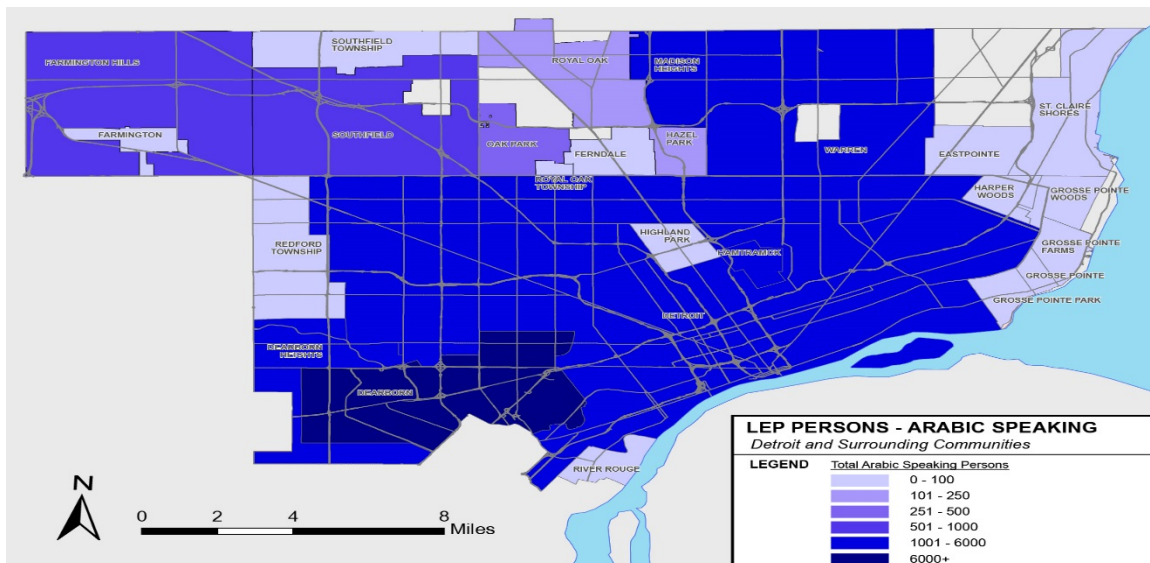 SOUTHFIELD
TOWNSHIP
FARMINGTON HILLS
ROYAL OAK
MADISON
HEIGHTS
ST. CLAIRE
SHORES
FARMINGTON
SOUTHFIELD
OAK PARK
FERNDALE
HAZEL
PARK
WARREN
EASTPOINTE
ROYAL OAK
TOWNSHIP
HARPER
WOODS
GROSSE POINTE
WOODS
REDFORD
TOWNSHIP
HIGHLAND
PARK
HAMTRAMCK
GROSSE POINTE
FARMS
GROSSE POINTE
GROSSE POINTE PARK
DETROIT
DEARBORN
HEIGHTS
DEARBORN
RIVER ROUGE
N
0 2 4 8
Miles
LEP PERSONS - ARABIC SPEAKING
Detroit and Surrounding Communities
LEGEND Total Arabic Speaking Persons
0 - 100
101 - 250
251 - 500
501 - 1000
1001 - 6000
6000+